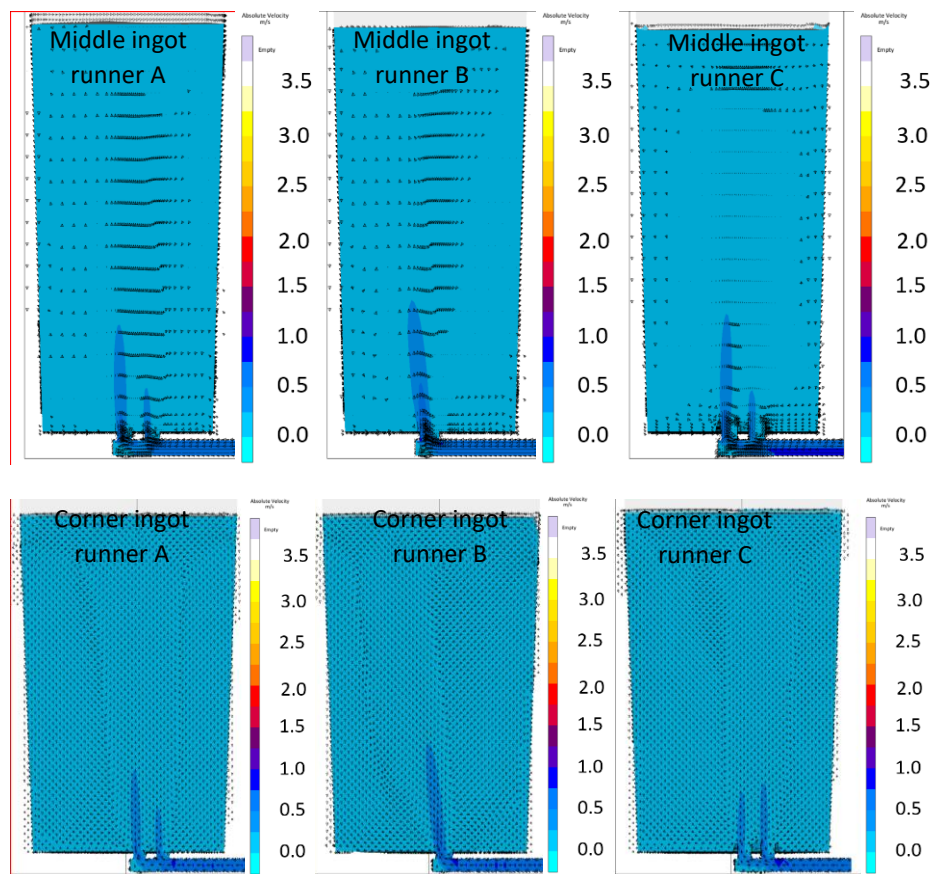 Middle ingot
runner A
Absolute Velocity
m/s
Empty
3.5
3.0
2.5
2.0
1.5
1.0
0.5
0.0
Middle ingot
runner B
Absolute Velocity
m/s
Empty
3.5
3.0
2.5
2.0
1.5
1.0
0.5
0.0
Middle ingot
runner C
Absolute Velocity
m/s
Empty
3.5
3.0
2.5
2.0
1.5
1.0
0.5
0.0
Corner ingot
runner A
Absolute Velocity
m/s
Empty
3.5
3.0
2.5
2.0
1.5
1.0
0.5
0.0
Corner ingot
runner B
Absolute Velocity
m/s
Empty
3.5
3.0
2.5
2.0
1.5
1.0
0.5
0.0
Corner ingot
runner C
Absolute Velocity
m/s
Empty
3.5
3.0
2.5
2.0
1.5
1.0
0.5
0.0